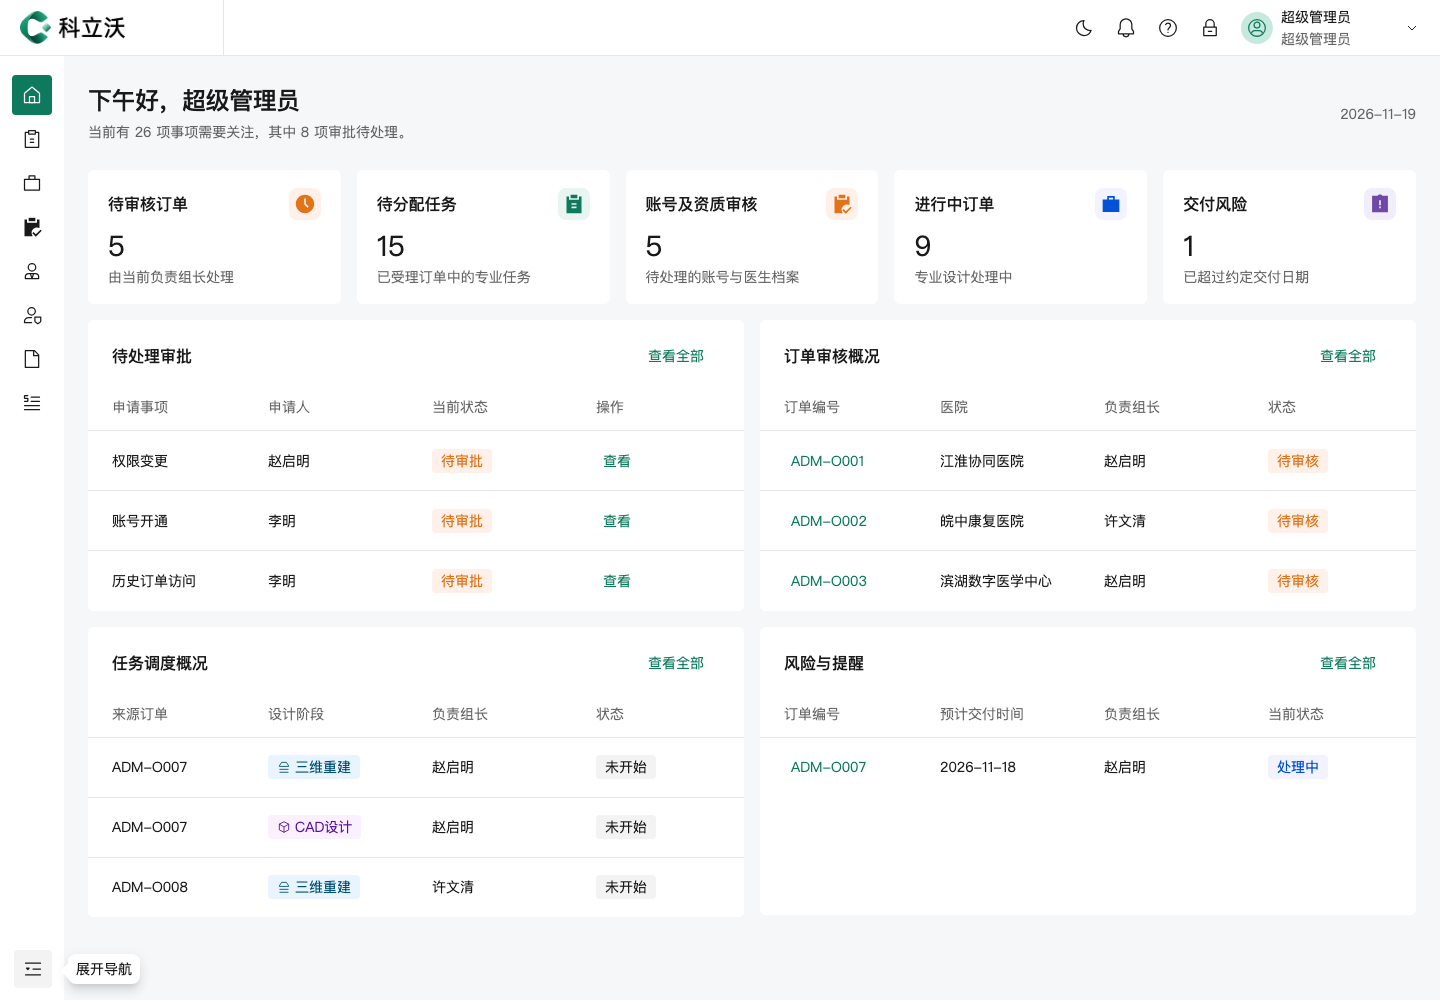 科立沃
超级管理员
超级管理员
下午好，超级管理员
当前有 26 项事项需要关注，其中 8 项审批待处理。
2026-11-19
待审核订单
5
由当前负责组长处理
待分配任务
15
已受理订单中的专业任务
账号及资质审核
5
待处理的账号与医生档案
进行中订单
9
专业设计处理中
交付风险
1
已超过约定交付日期
待处理审批 查看全部
申请事项 申请人 当前状态 操作
权限变更 赵启明 待审批 查看
账号开通 李明 待审批 查看
历史订单访问 李明 待审批 查看
订单审核概况 查看全部
订单编号 医院 负责组长 状态
ADM-O001 江淮协同医院 赵启明 待审核
ADM-O002 皖中康复医院 许文清 待审核
ADM-O003 滨湖数字医学中心 赵启明 待审核
任务调度概况 查看全部
来源订单 设计阶段 负责组长 状态
ADM-O007 三维重建 赵启明 未开始
ADM-O007 CAD设计 赵启明 未开始
ADM-O008 三维重建 许文清 未开始
风险与提醒 查看全部
订单编号 预计交付时间 负责组长 当前状态
ADM-O007 2026-11-18 赵启明 处理中
展开导航